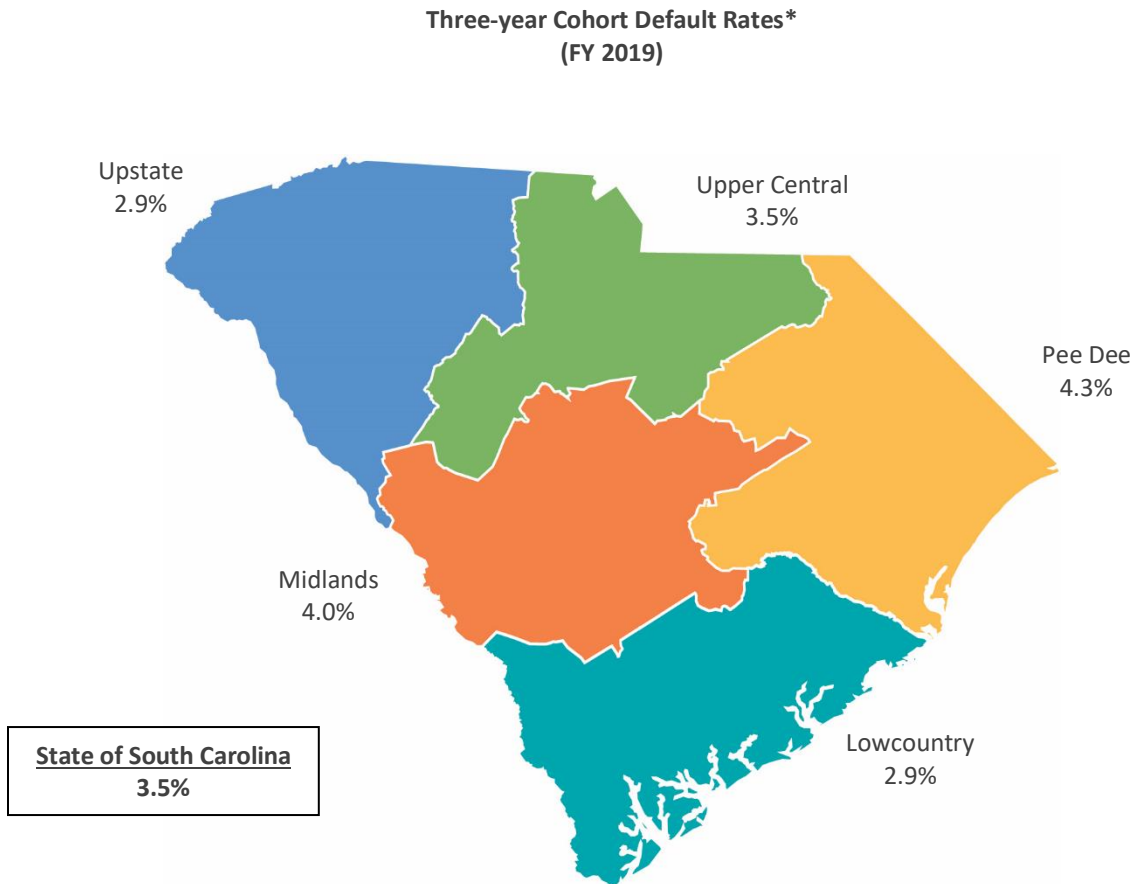 Three-year Cohort Default Rates*
(FY 2019)
Upstate
2.9%
Upper Central
3.5%
Pee Dee
4.3%
Midlands
4.0%
Lowcountry
2.9%
State of South Carolina
3.5%